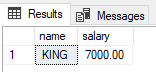 Results Messages
name salary
1 KING 7000.00